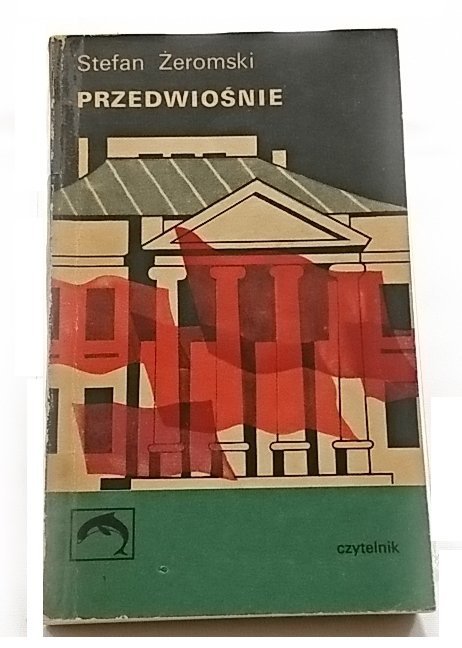 Stefan Żeromski
PRZEDWIOŚNIE
czytelnik